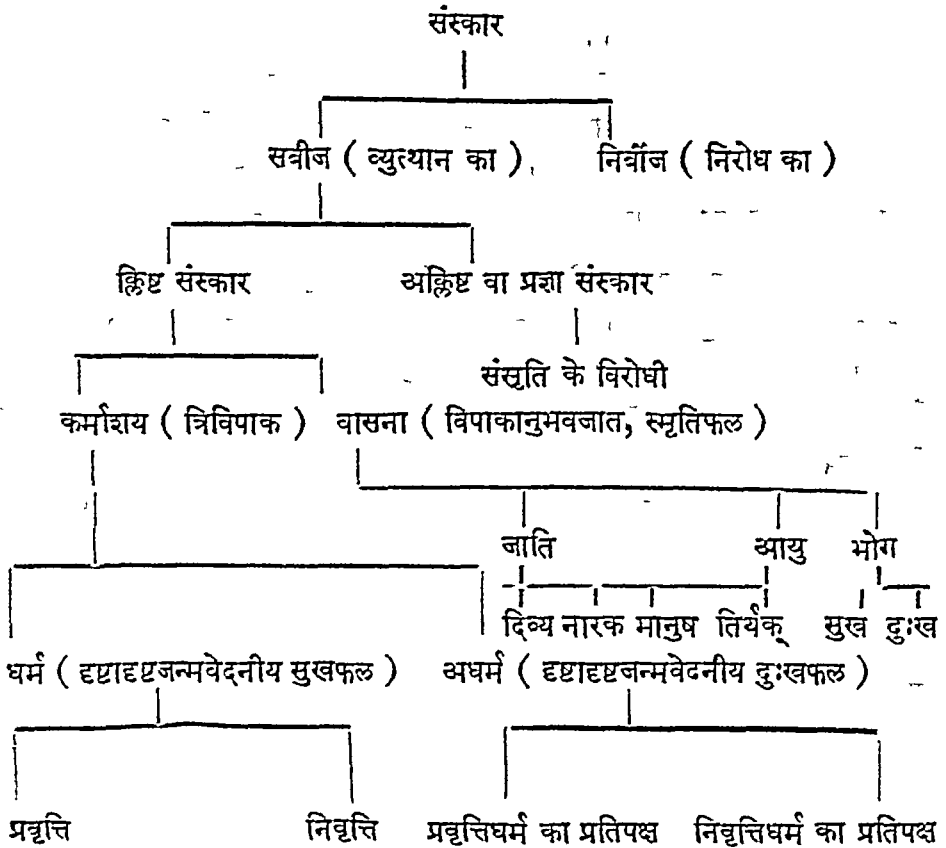 संस्कार
सबीज ( व्युत्थान का ) निर्बीज ( निरोध का )
क्लिष्ट संस्कार अक्लिष्ट वा प्रज्ञा संस्कार
संसृति के विरोधी
कर्माशय ( त्रिविपाक ) वासना ( विपाकानुभवजात, स्मृतिफल )
जाति आयु भोग
दिव्य नारक मानुष तिर्यक् सुख दुःख
धर्म ( दृष्टादृष्टजन्मवेदनीय सुखफल ) अधर्म ( दृष्टादृष्टजन्मवेदनीय दुःखफल )
प्रवृत्ति निवृत्ति प्रवृत्तिधर्म का प्रतिपक्ष निवृत्तिधर्म का प्रतिपक्ष